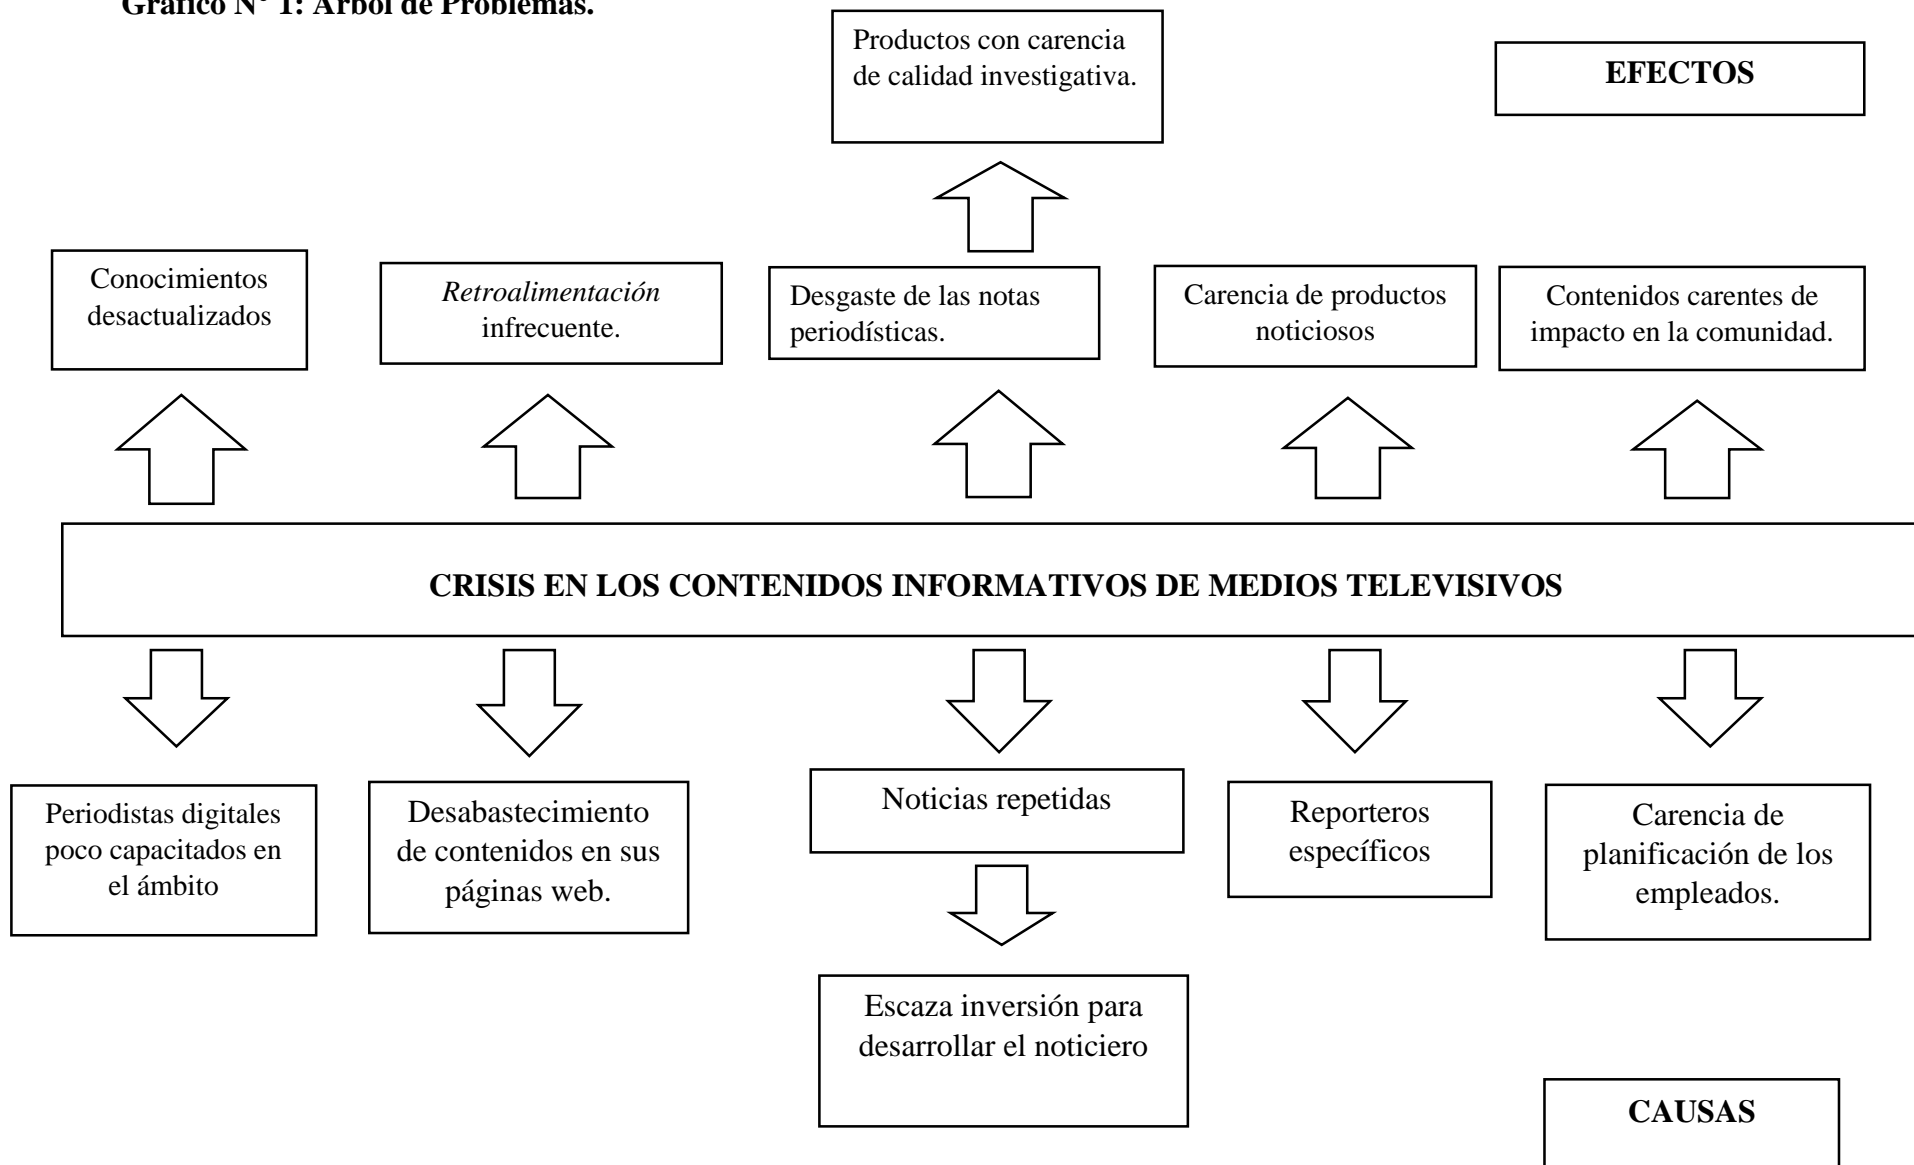 Gráfico N° 1: Árbol de Problemas.
Productos con carencia
de calidad investigativa.
EFECTOS
Conocimientos
desactualizados
Retroalimentación
infrecuente.
Desgaste de las notas
periodísticas.
Carencia de productos
noticiosos
Contenidos carentes de
impacto en la comunidad.
CRISIS EN LOS CONTENIDOS INFORMATIVOS DE MEDIOS TELEVISIVOS
Periodistas digitales
poco capacitados en
el ámbito
Desabastecimiento
de contenidos en sus
páginas web.
Noticias repetidas
Reporteros
específicos
Carencia de
planificación de los
empleados.
Escaza inversión para
desarrollar el noticiero
CAUSAS